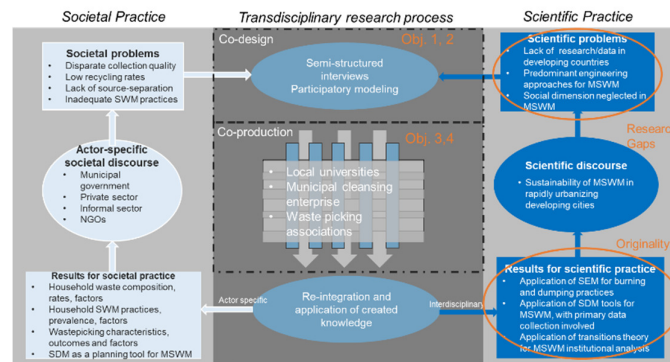 Societal Practice
Transdisciplinary research process
Scientific Practice
Societal problems
• Disparate collection quality
• Low recycling rates
• Lack of source-separation
• Inadequate SWM practices
Co-design
Obj. 1, 2
Semi-structured
interviews
Participatory modeling
Scientific problems
• Lack of research/data in
developing countries
• Predominant engineering
approaches for MSWM
• Social dimension neglected in
MSWM
Actor-specific
societal discourse
• Municipal
government
• Private sector
• Informal sector
• NGOs
Co-production
Obj. 3,4
• Local universities
• Municipal cleansing
enterprise
• Waste picking
associations
Research
Gaps
Scientific discourse
• Sustainability of MSWM in
rapidly urbanizing
developing cities
Originality
Results for societal practice
• Household waste composition,
rates, factors
• Household SWM practices,
prevalence, factors
• Wastepicking characteristics,
outcomes and factors
• SDM as a planning tool for MSWM
Actor specific
Re-integration and
application of created
knowledge
Interdisciplinary
Results for scientific practice
• Application of SEM for burning
and dumping practices
• Application of SDM tools for
MSWM, with primary data
collection involved
Application of transitions theory
for MSWM institutional analysis